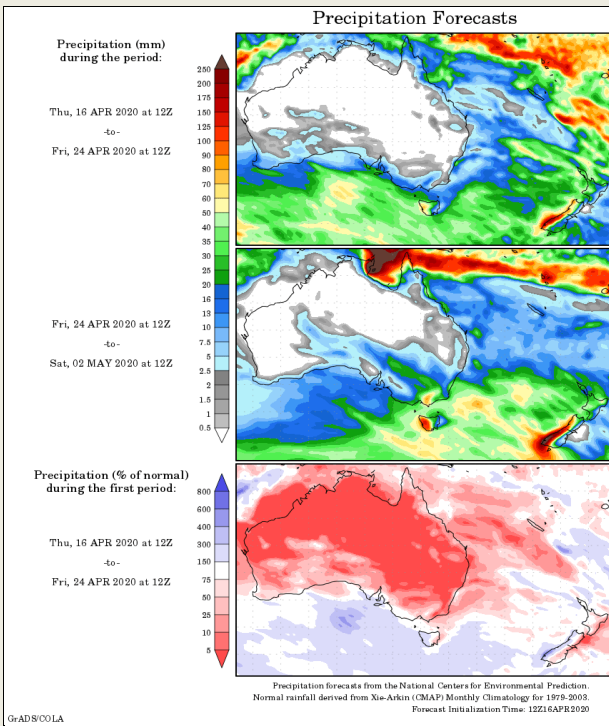 Precipitation Forecasts
Precipitation (mm)
during the period:
Thu, 16 APR 2020 at 12Z
-to-
Fri, 24 APR 2020 at 12Z
250
200
175
150
125
100
90
80
70
60
50
40
35
30
25
20
16
13
10
7.5
5
2.5
2
1.5
1
0.5
Fri, 24 APR 2020 at 12Z
-to-
Sat, 02 MAY 2020 at 12Z
Precipitation (% of normal)
during the first period:
Thu, 16 APR 2020 at 12Z
-to-
Fri, 24 APR 2020 at 12Z
800
600
400
300
150
75
50
25
10
5
Precipitation forecasts from the National Centers for Environmental Prediction.
Normal rainfall derived from Xie-Arkin (CMAP) Monthly Climatology for 1979-2003.
Forecast Initialization Time: 12Z16APR2020
GrADS/COLA